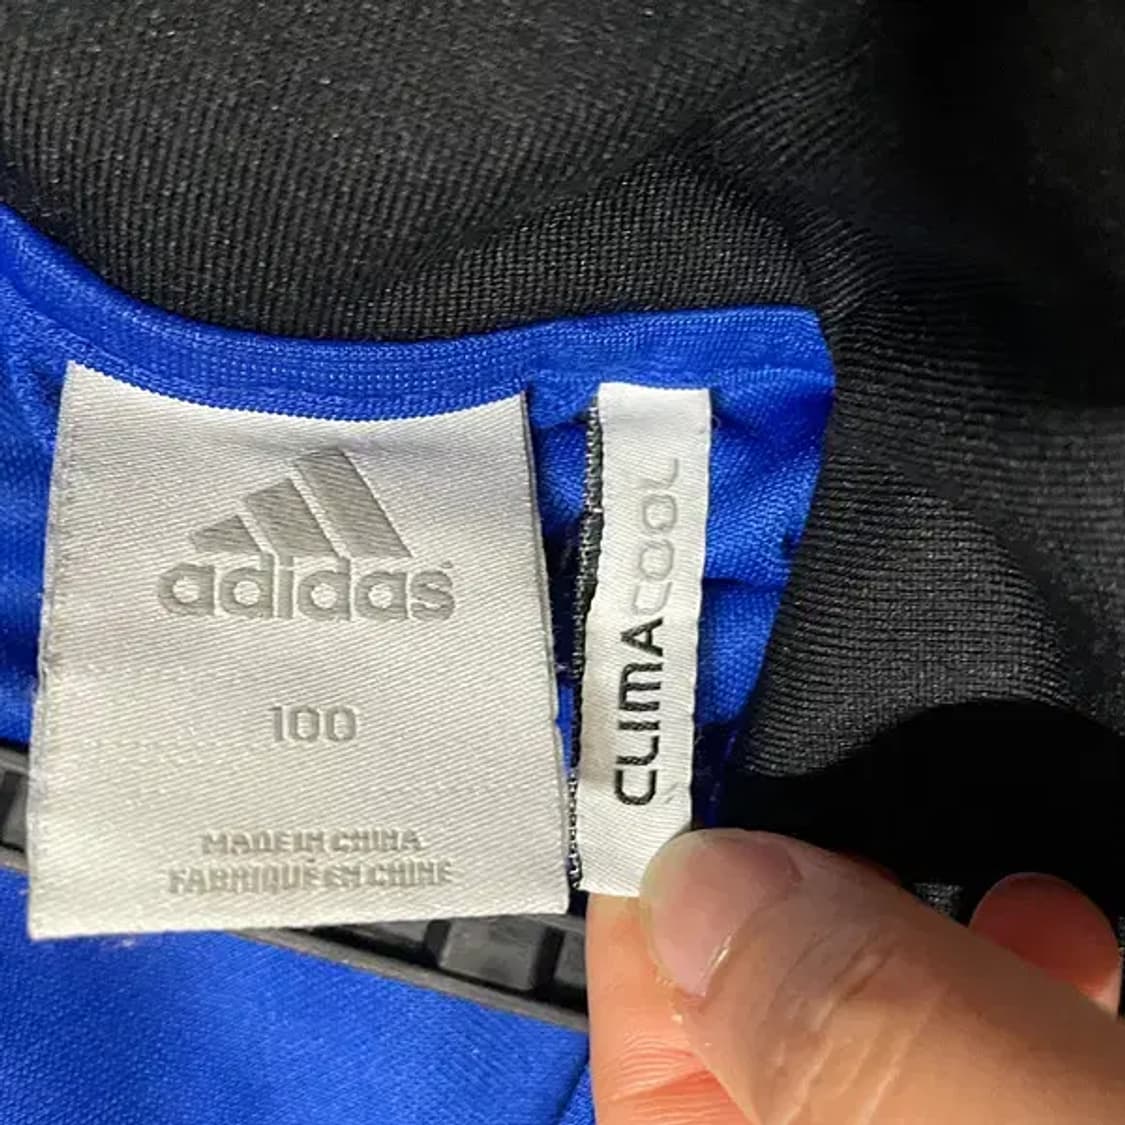 adidas
100
MADE IN CHINA
FABRIQUÉ EN CHINE
CLIMACOOL